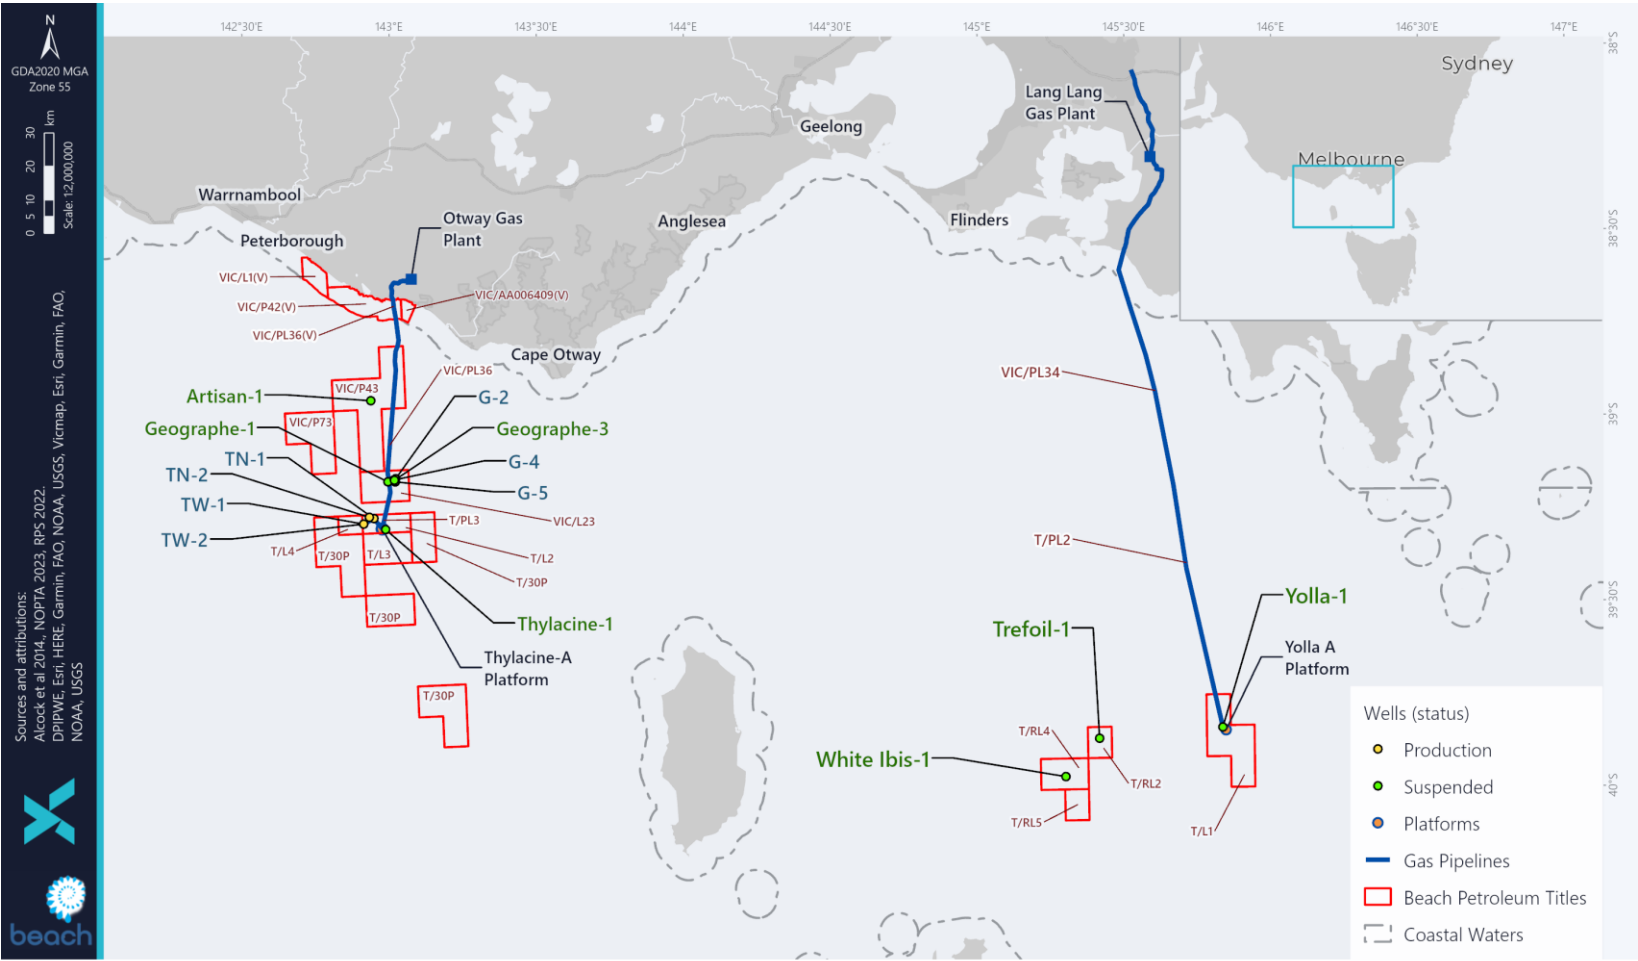 N
GDA2020 MGA
Zone 55
0 5 10 20 30 km
Scale: 1:2,000,000
Sources and attributions:
Alcock et al 2014., NOPTA 2023, RPS 2022.
DPIPWE, Esri, HERE, Garmin, FAO, NOAA, USGS, Vicmap, Esri, Garmin, FAO,
NOAA, USGS
beach
142°30'E
143°E
143°30'E
144°E
144°30'E
145°E
145°30'E
146°E
146°30'E
147°E
38°S
38°30'S
39°S
39°30'S
40°S
Sydney
Melbourne
Lang Lang
Gas Plant
Geelong
Warrnambool
Otway Gas
Plant
Anglesea
Flinders
Peterborough
VIC/L1(V)
VIC/AA006409(V)
VIC/P42(V)
VIC/PL36(V)
Cape Otway
VIC/PL36
VIC/PL34
VIC/P43
Artisan-1
G-2
VIC/P73
Geographe-1
Geographe-3
TN-1
G-4
TN-2
G-5
TW-1
T/PL3
VIC/L23
TW-2
T/L4
T/30P
T/L3
T/L2
T/30P
T/PL2
T/30P
Thylacine-1
Thylacine-A
Platform
T/30P
Yolla-1
Trefoil-1
Yolla A
Platform
T/RL4
White Ibis-1
T/RL2
T/RL5
T/L1
Wells (status)
Production
Suspended
Platforms
Gas Pipelines
Beach Petroleum Titles
Coastal Waters